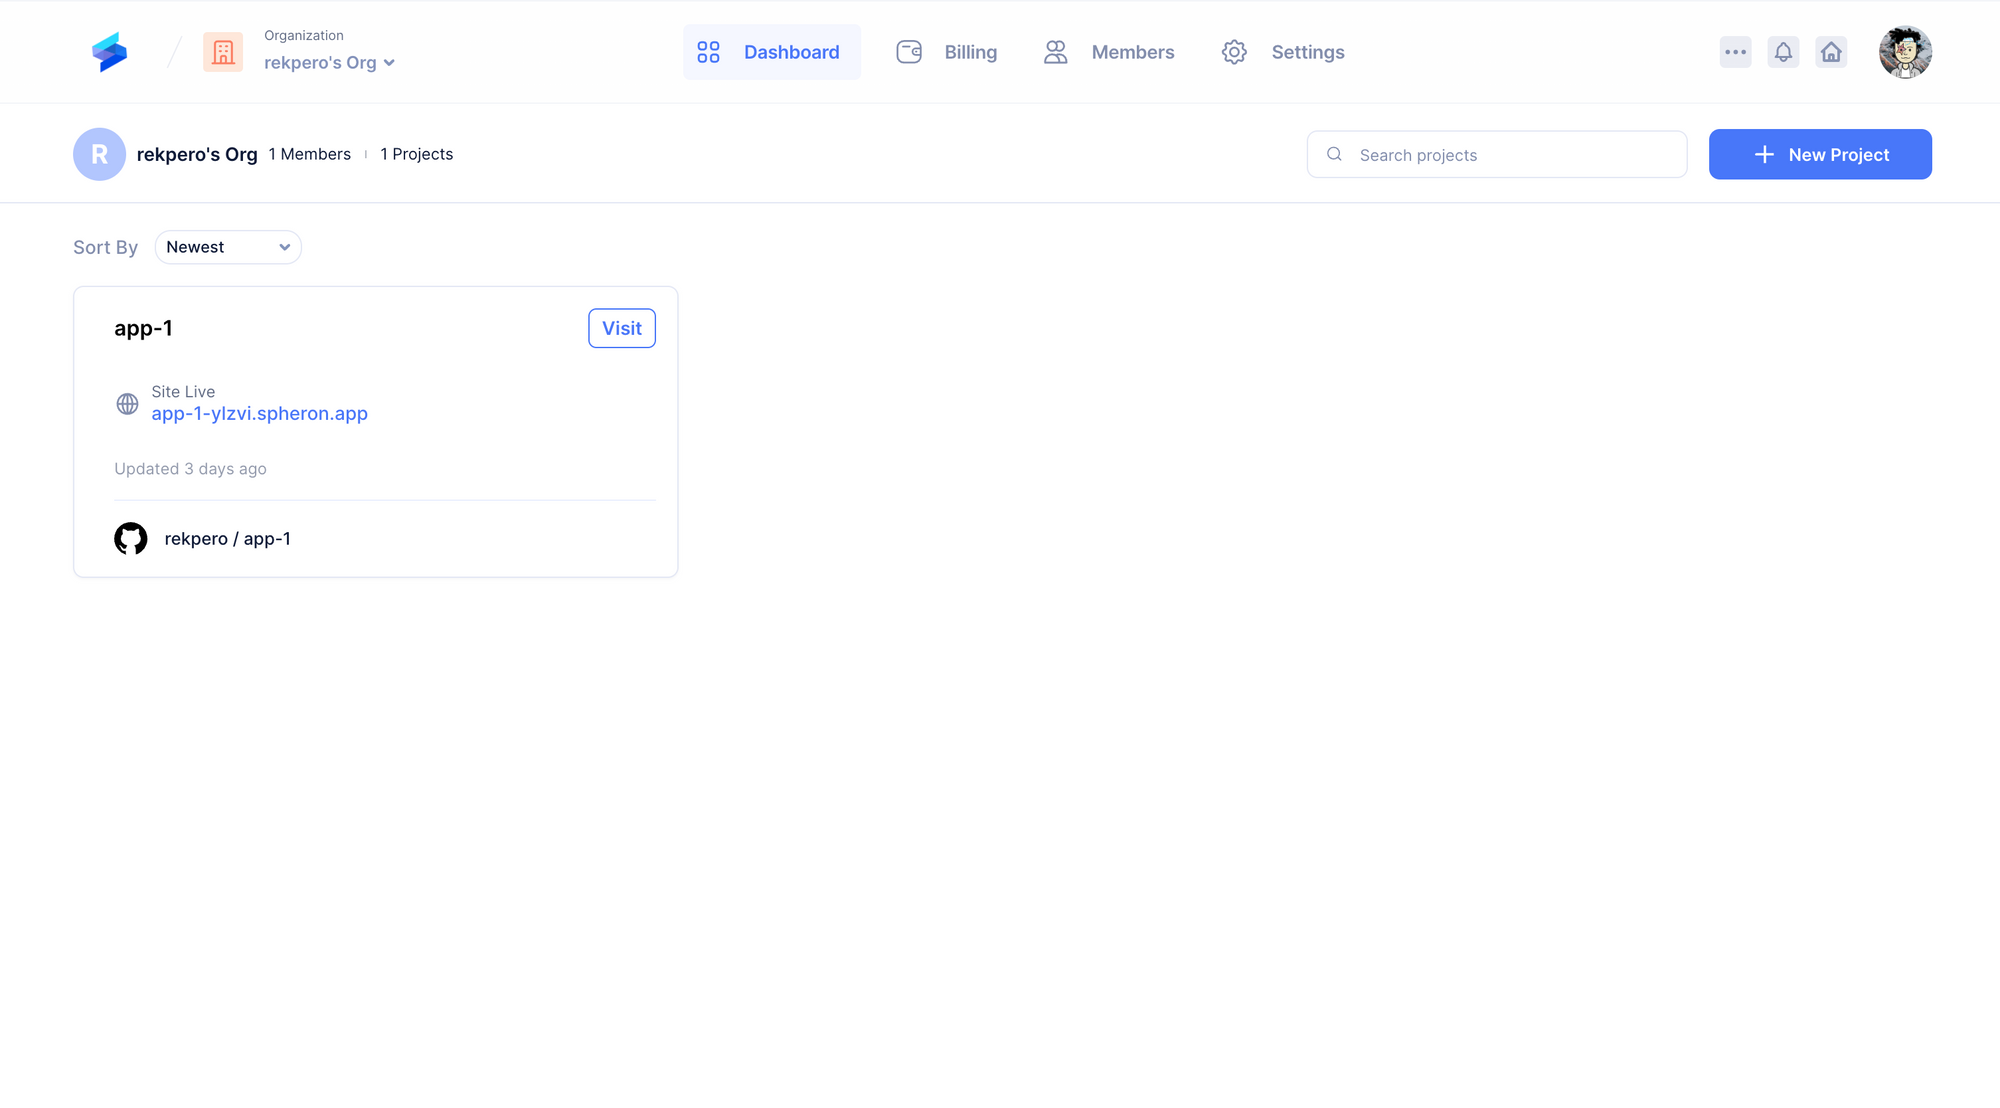 Organization
rekpero's Org
Dashboard
Billing
Members
Settings
R
rekpero's Org 1 Members 1 Projects
Search projects
New Project
Sort By Newest
app-1
Visit
Site Live
app-1-ylzvi.spheron.app
Updated 3 days ago
rekpero / app-1